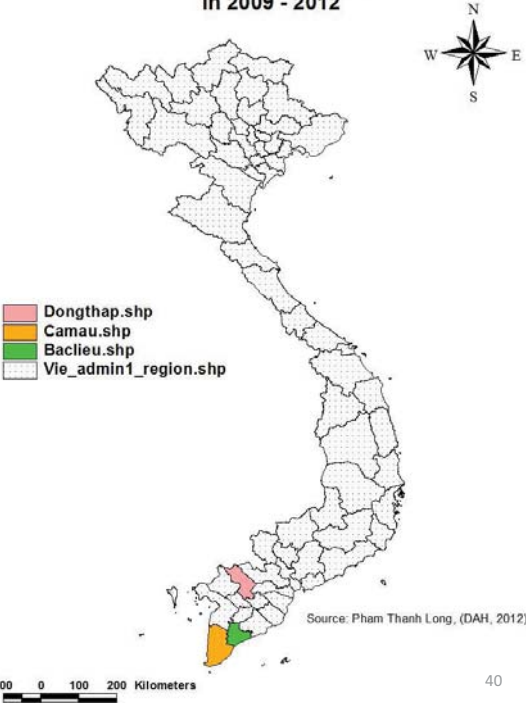 in 2009 - 2012
N
W E
S
Dongthap.shp
Camau.shp
Baclieu.shp
Vie_admin1_region.shp
Source: Pham Thanh Long, (DAH, 2012)
00 0 100 200 Kilometers
40